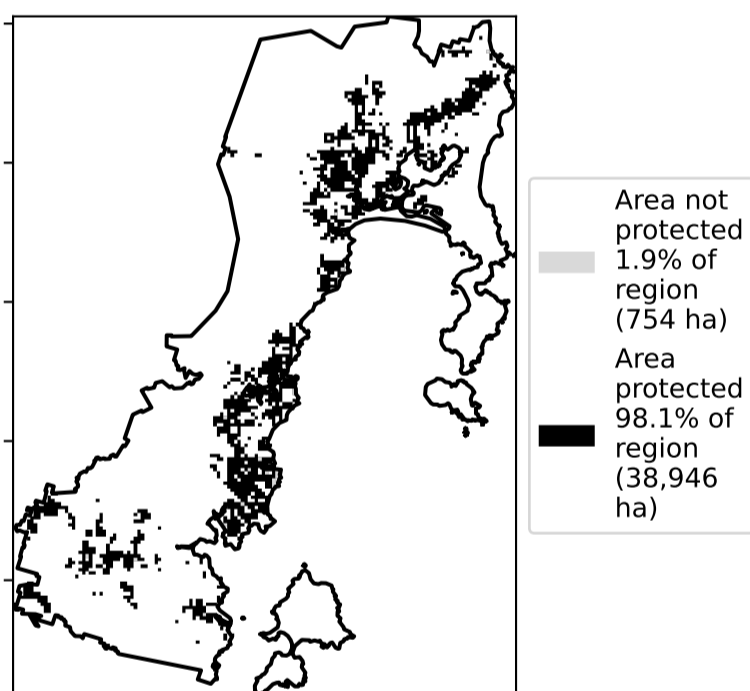 Area not
protected
1.9% of
region
(754 ha)
Area
protected
98.1% of
region
(38,946
ha)